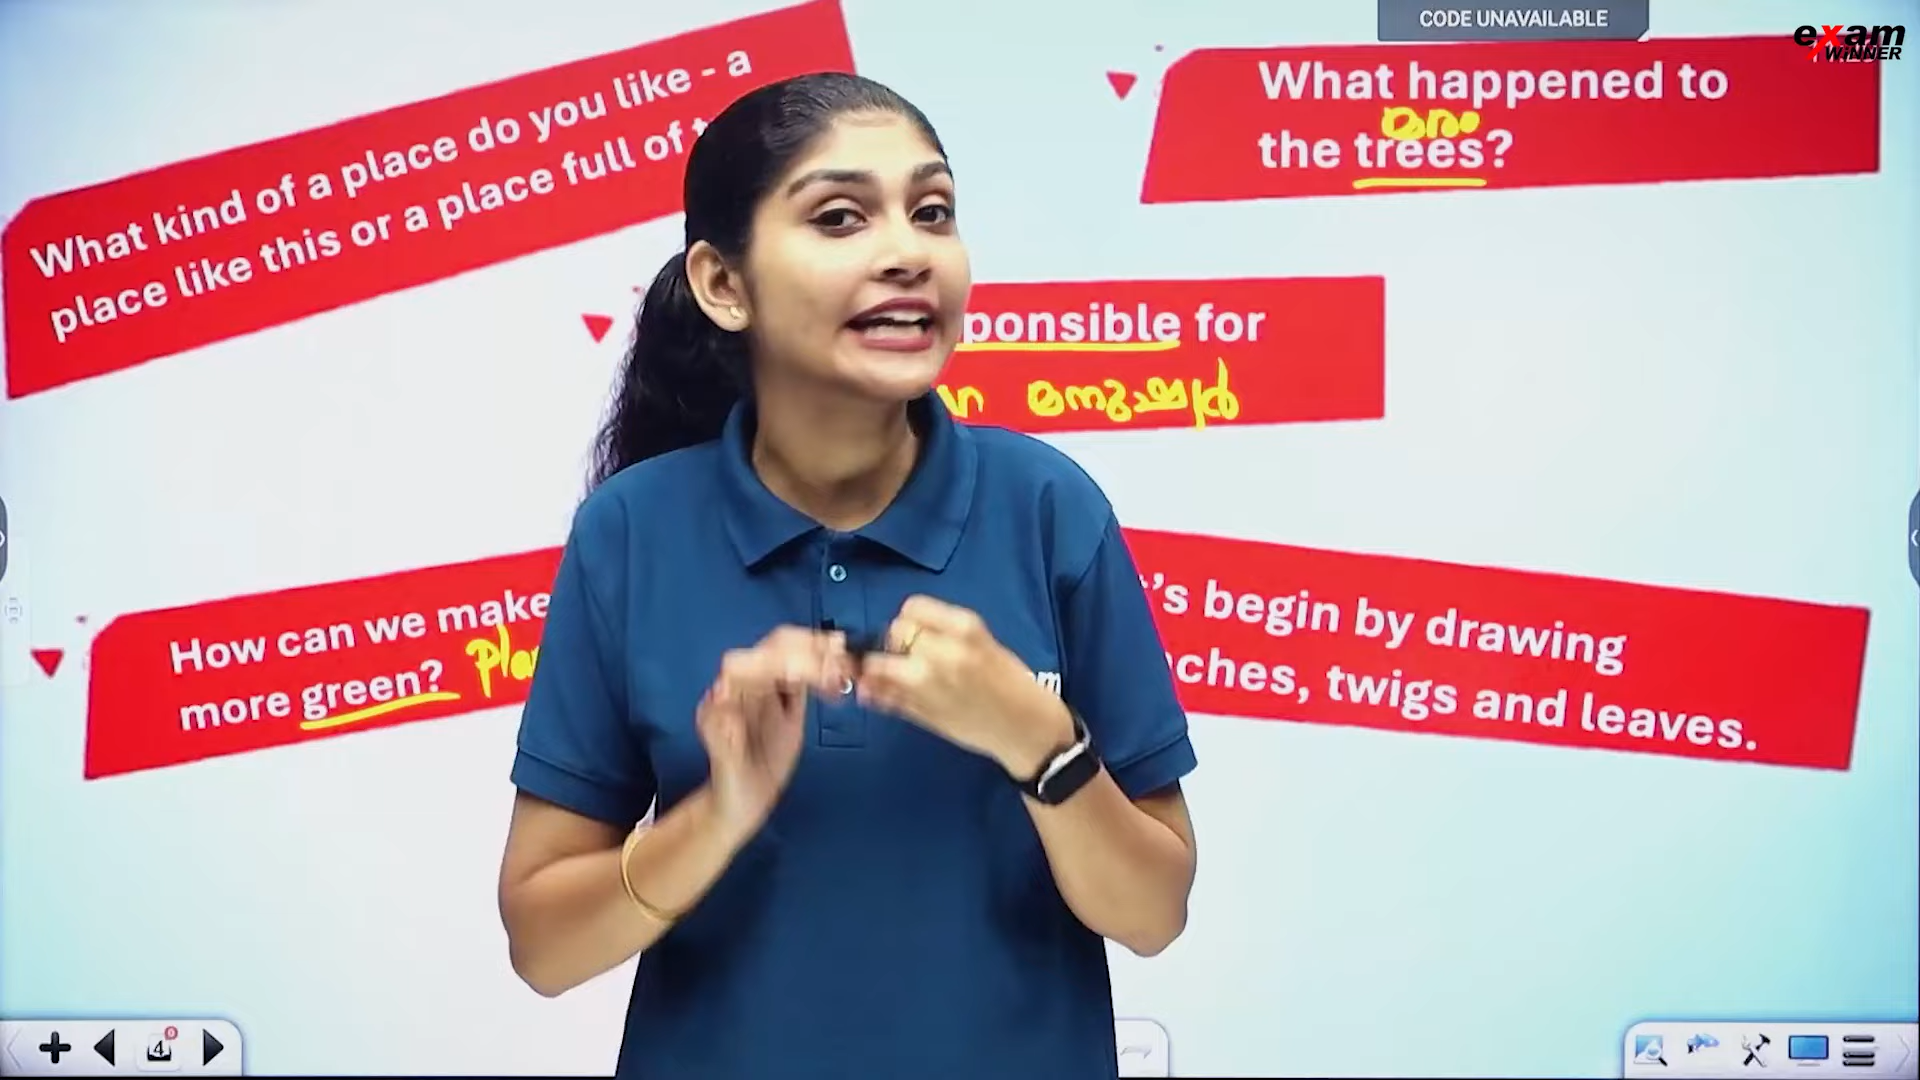 CODE UNAVAILABLE
exam
WINNER
What kind of a place do you like - a
place like this or a place full of
What happened to
മരം
the trees?
ponsible for
മനുഷ്യർ
How can we make
more green? Plan
's begin by drawing
ches, twigs and leaves.
4